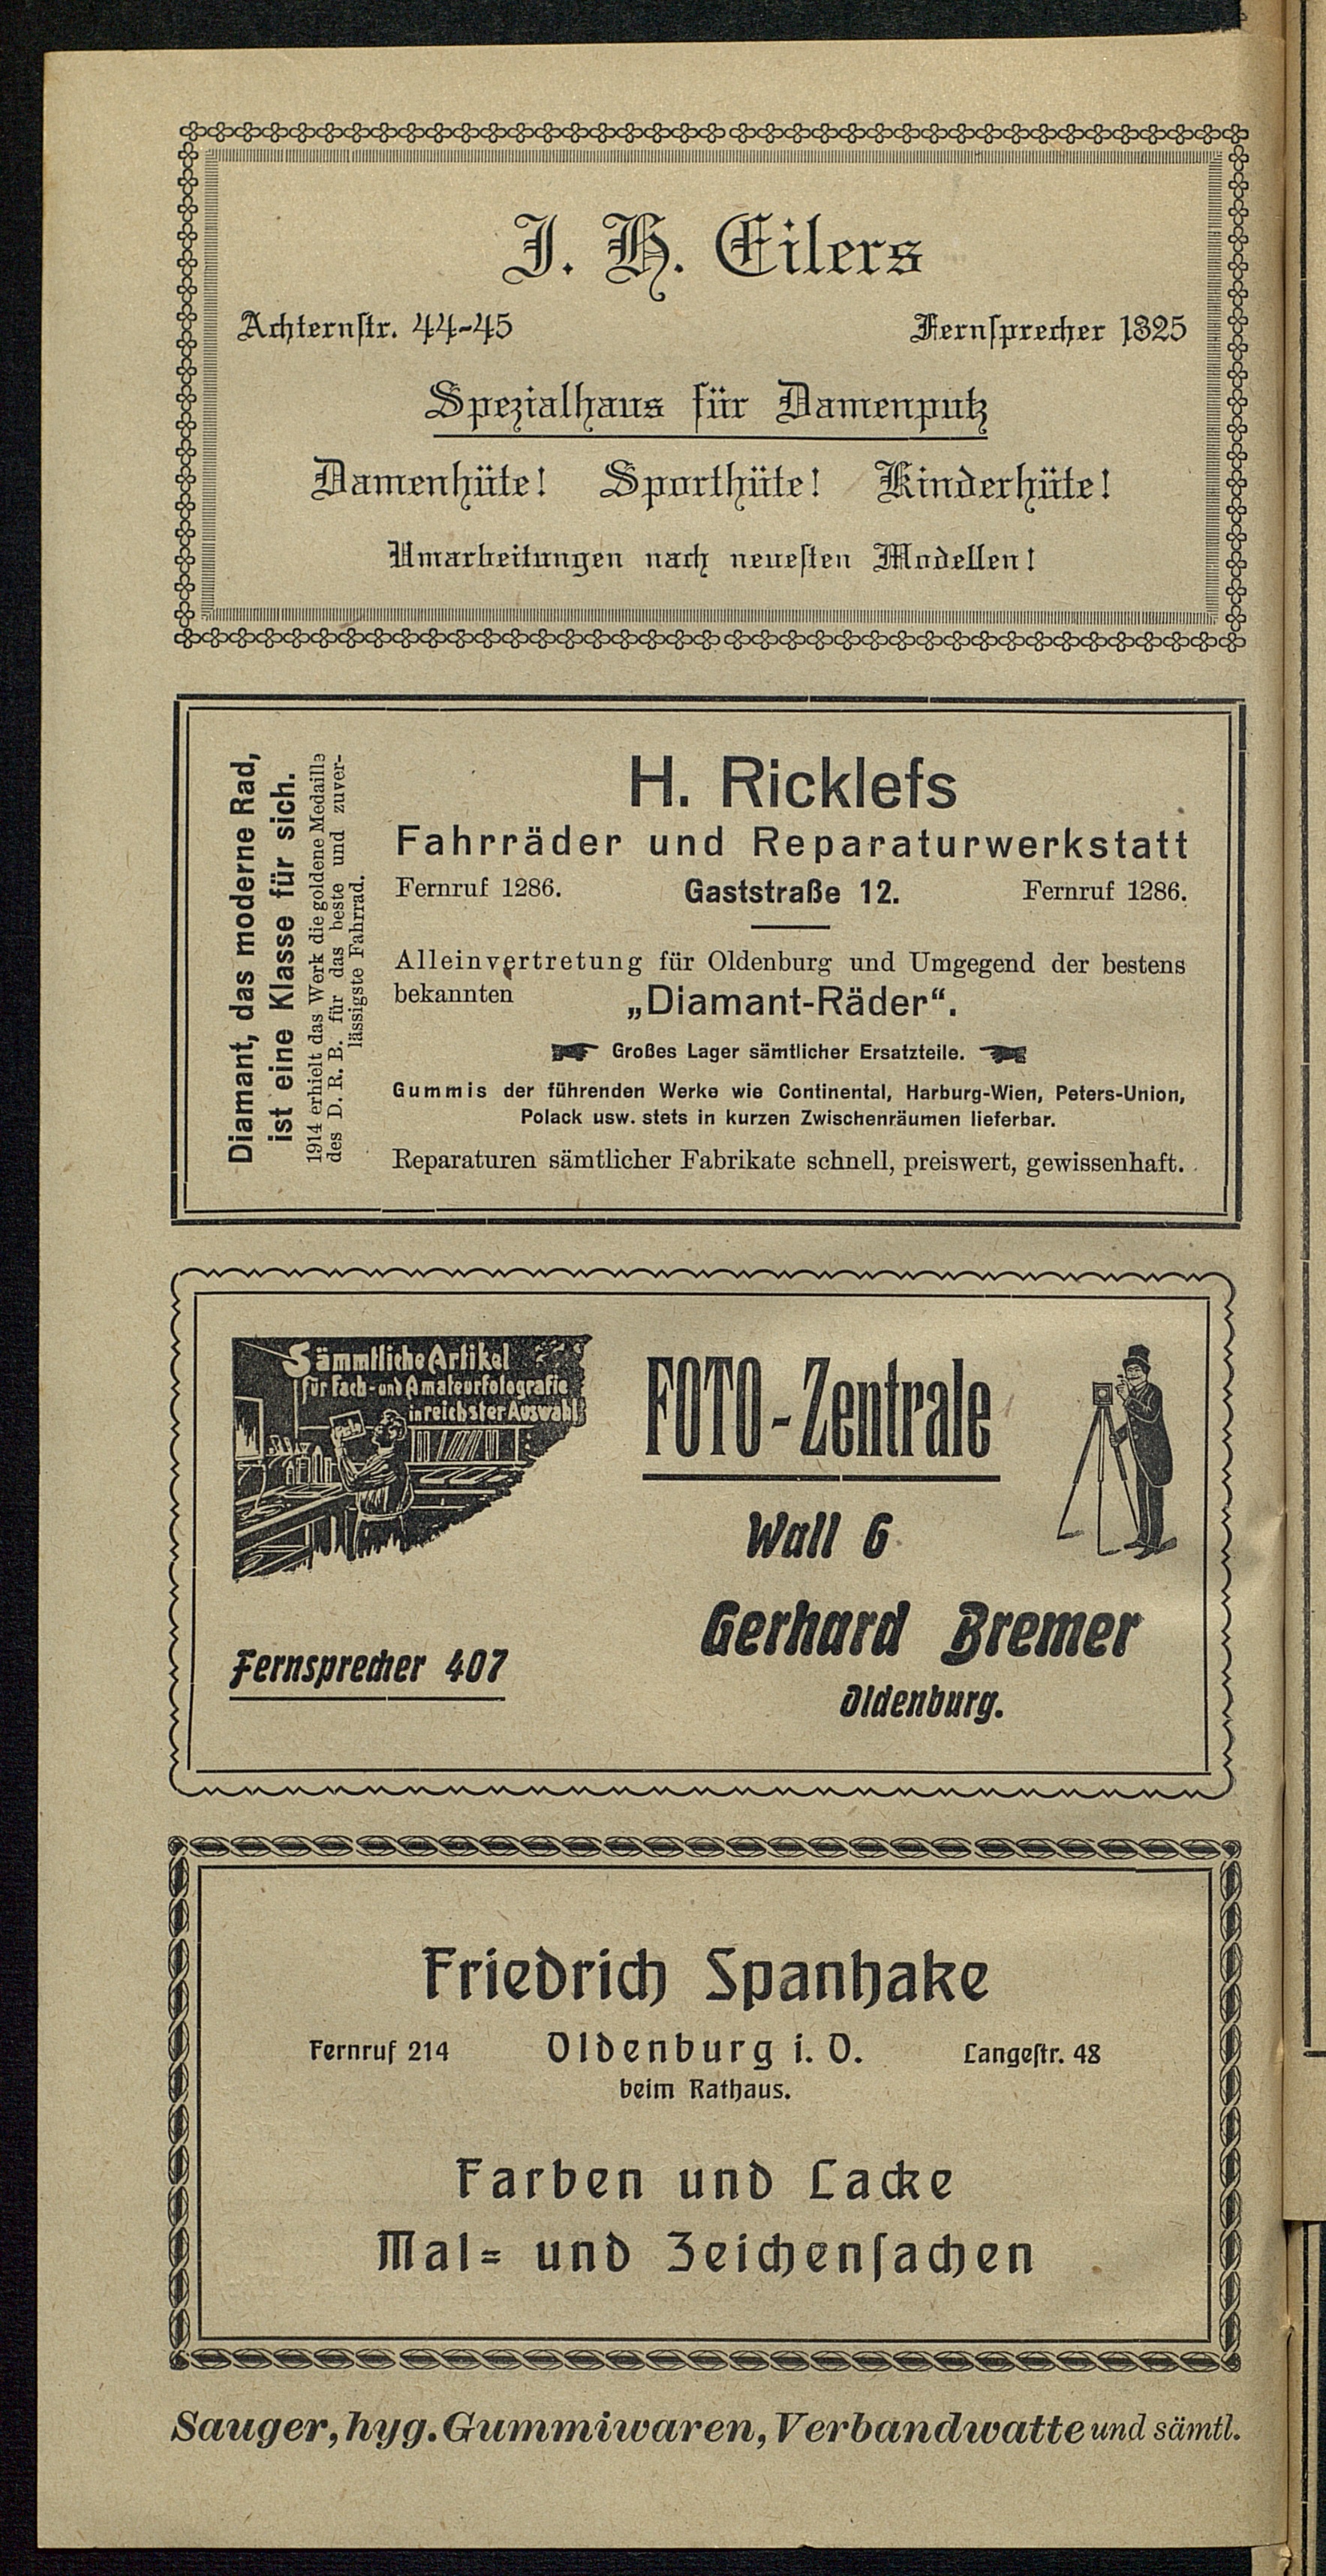 J. H. Eilers
Achternstr. 44-45 Fernsprecher 1325
Spezialhaus für Damenputz
Damenhüte! Sporthüte! Kinderhüte!
Umarbeitungen nach neuesten Modellen!
Diamant, das moderne Rad,
ist eine Klasse für sich.
1914 erhielt das Werk die goldene Medaille
des D. R. B. für das beste und zuver-
lässigste Fahrrad.
H. Ricklefs
Fahrräder und Reparaturwerkstatt
Fernruf 1286. Gaststraße 12. Fernruf 1286.
Alleinvertretung für Oldenburg und Umgegend der bestens
bekannten „Diamant-Räder“.
Großes Lager sämtlicher Ersatzteile.
Gummis der führenden Werke wie Continental, Harburg-Wien, Peters-Union,
Polack usw. stets in kurzen Zwischenräumen lieferbar.
Reparaturen sämtlicher Fabrikate schnell, preiswert, gewissenhaft.
Sämmtliche Artikel
für Fach- und Amateurfotografie
in reichster Auswahl
FOTO-Zentrale
Wall 6
Gerhard Bremer
Fernsprecher 407
Oldenburg.
Friedrich Spanhake
Fernruf 214 Oldenburg i. O. Langestr. 48
beim Rathaus.
Farben und Lacke
Mal= und Zeichensachen
Sauger, hyg. Gummiwaren, Verbandwatte und sämtl.